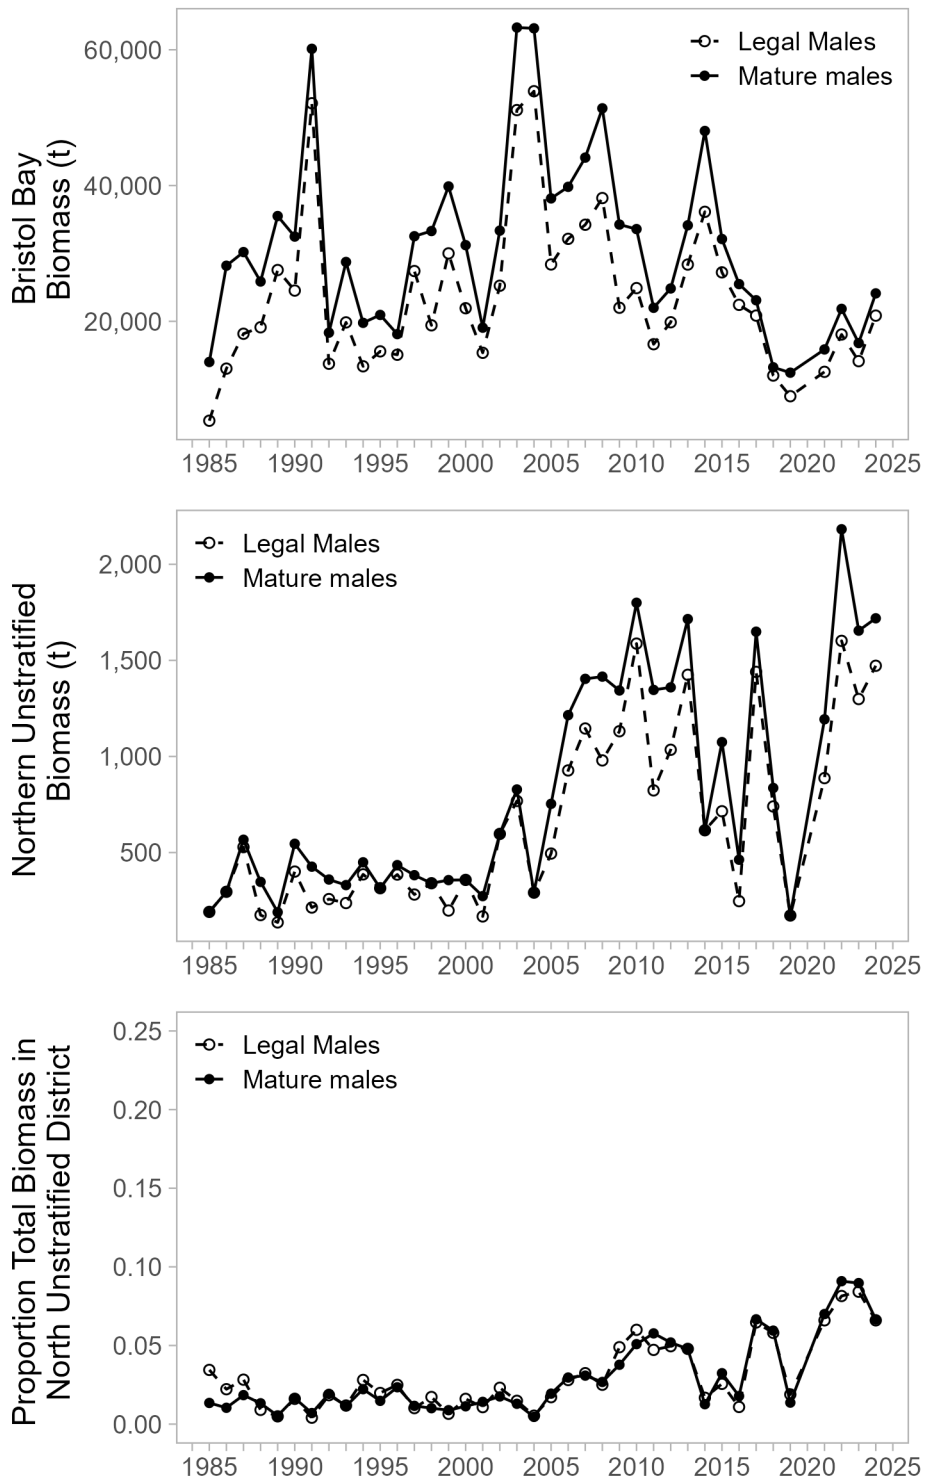 Bristol Bay
Biomass (t)
60,000
40,000
20,000
Legal Males
Mature males
1985 1990 1995 2000 2005 2010 2015 2020 2025
Northern Unstratified
Biomass (t)
2,000
1,500
1,000
500
Legal Males
Mature males
1985 1990 1995 2000 2005 2010 2015 2020 2025
Proportion Total Biomass in
North Unstratified District
0.25
0.20
0.15
0.10
0.05
0.00
Legal Males
Mature males
1985 1990 1995 2000 2005 2010 2015 2020 2025